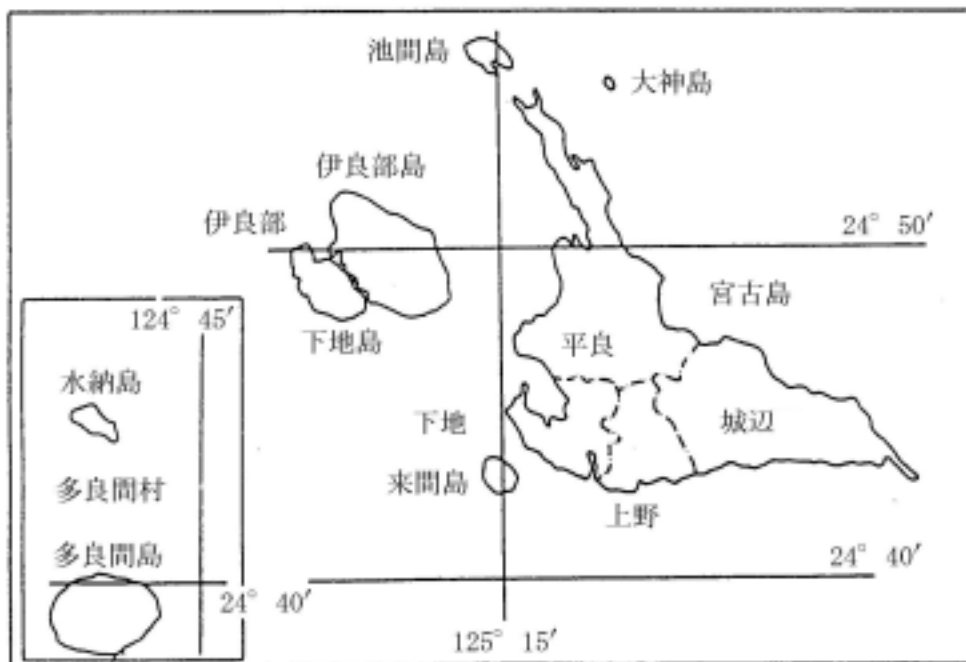 池間島
大神島
伊良部島
伊良部
24° 50′
宮古島
124° 45′
下地島
平良
水納島
下地
城辺
来間島
多良間村
上野
多良間島
24° 40′
24° 40′
125° 15′